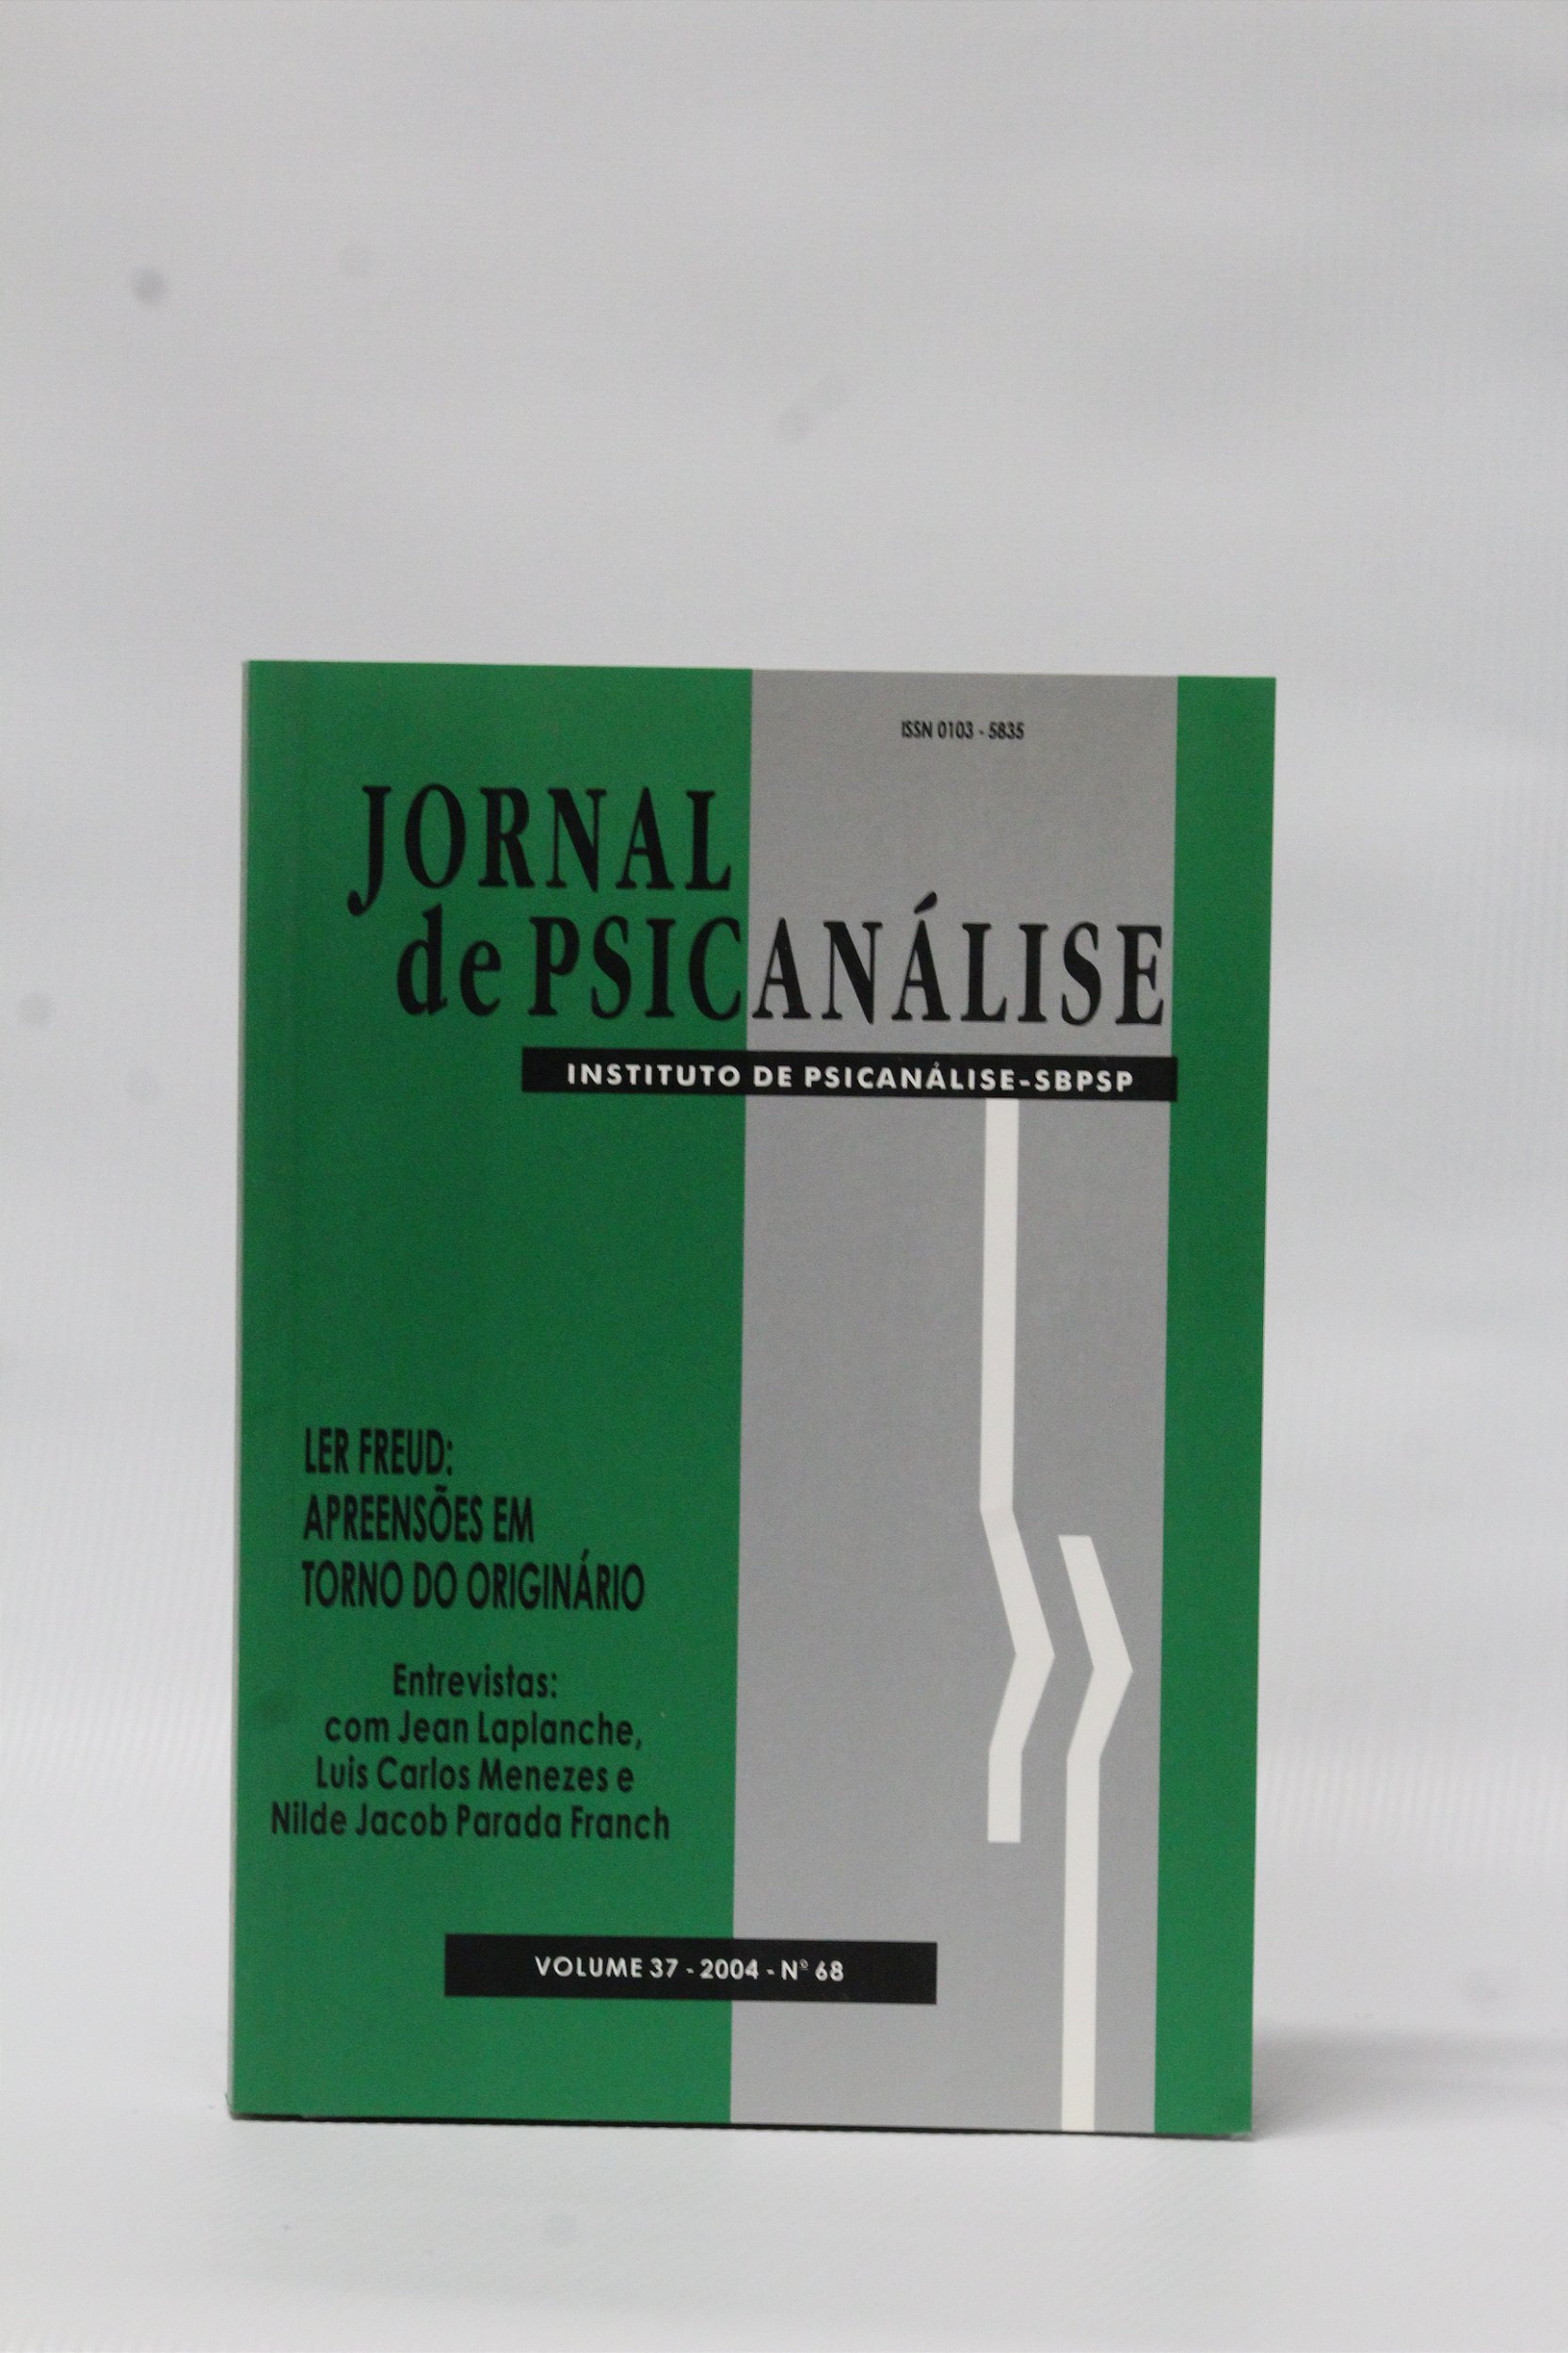 ISSN 0103 - 5835
JORNAL
de PSICANÁLISE
INSTITUTO DE PSICANÁLISE-SBPSP
LER FREUD:
APREENSÕES EM
TORNO DO ORIGINÁRIO
Entrevistas:
com Jean Laplanche,
Luis Carlos Menezes e
Nilde Jacob Parada Franch
VOLUME 37 - 2004 - Nº 68